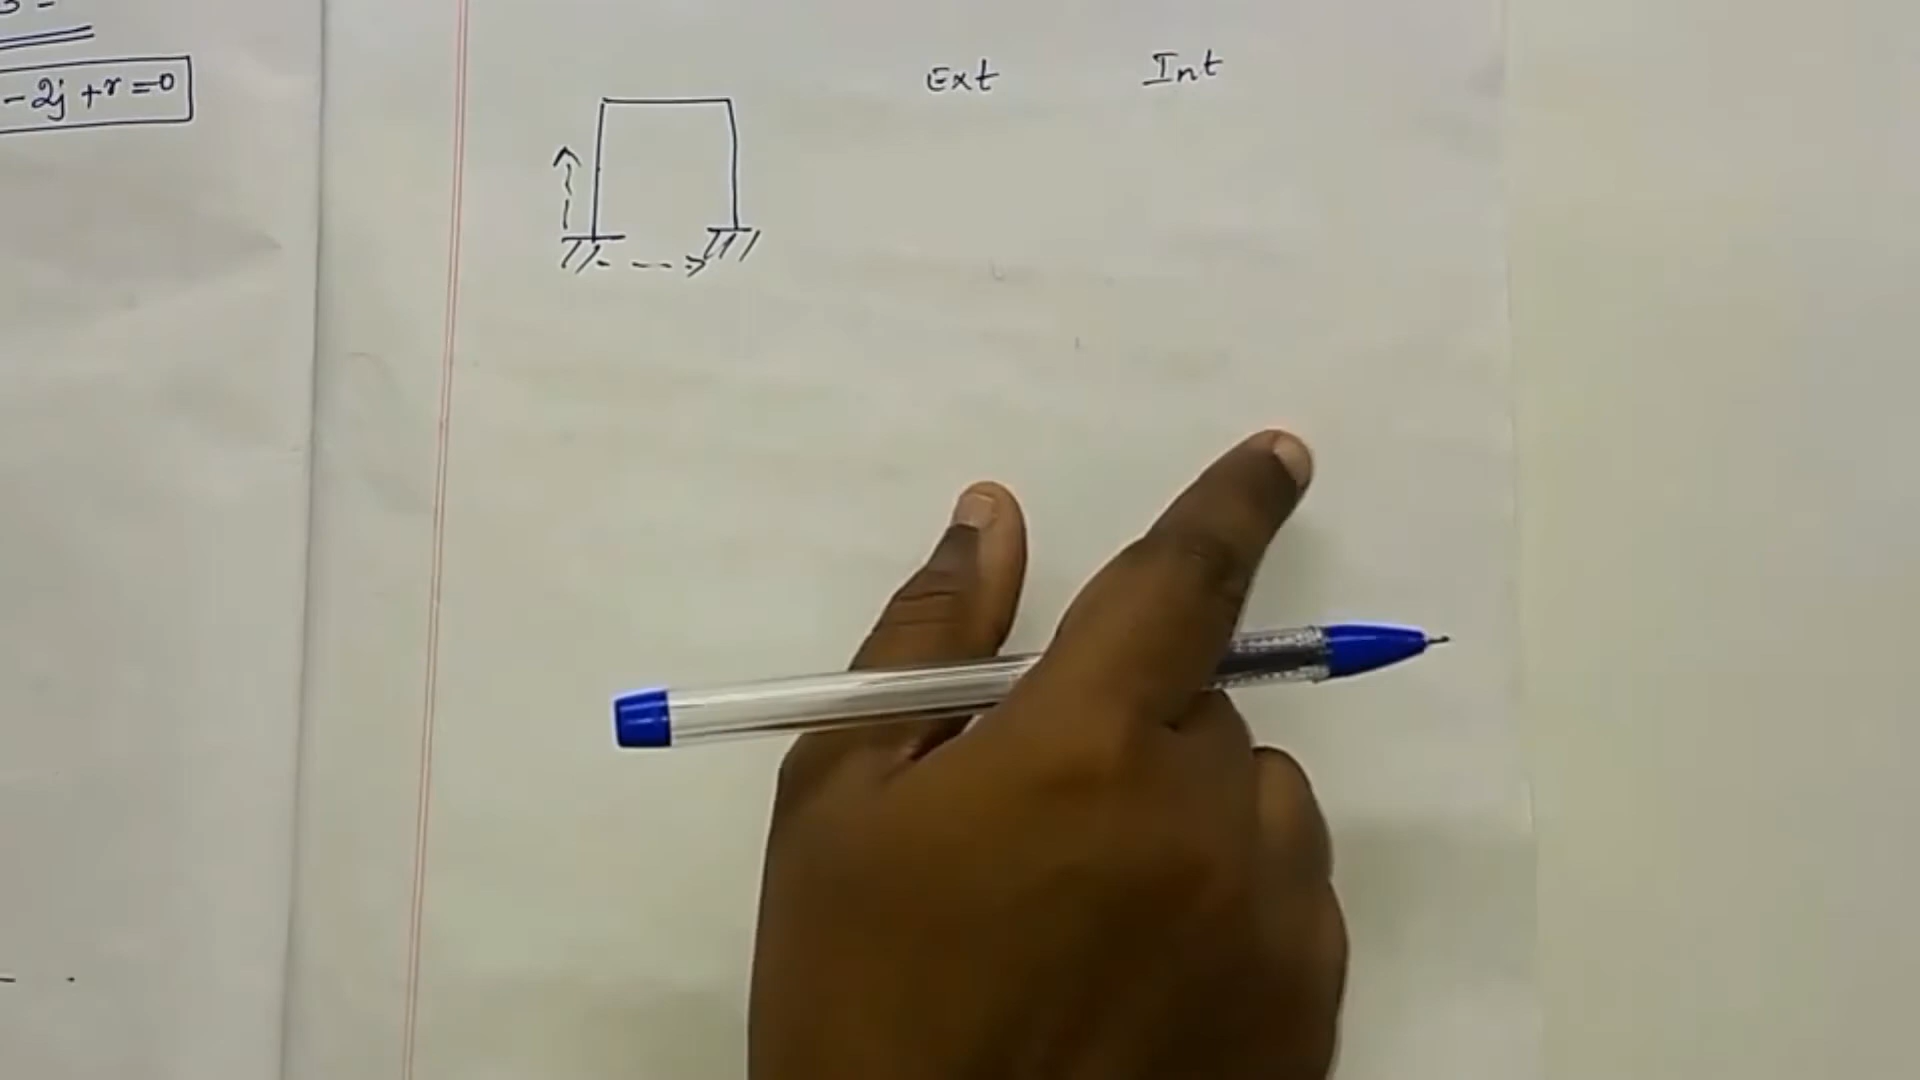 - 2j + r = 0
Ext Int